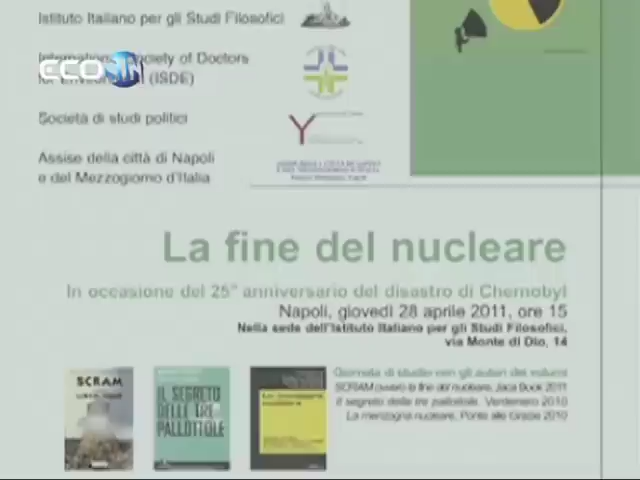 Istituto Italiano per gli Studi Filosofici
International Society of Doctors
for Environment (ISDE)
ECO
Società di studi politici
Assise della città di Napoli
e del Mezzogiorno d'Italia
La fine del nucleare
In occasione del 25° anniversario del disastro di Chernobyl
Napoli, giovedì 28 aprile 2011, ore 15
Nella sede dell'Istituto Italiano per gli Studi Filosofici,
via Monte di Dio, 14
Giornata di studio con gli autori dei volumi
SCRAM ovvero la fine del nucleare, Jaca Book 2011
Il segreto delle tre pallottole, Verdenero 2010
La menzogna nucleare, Ponte alle Grazie 2010
SCRAM
IL SEGRETO
DELLE TRE
PALLOTTOLE